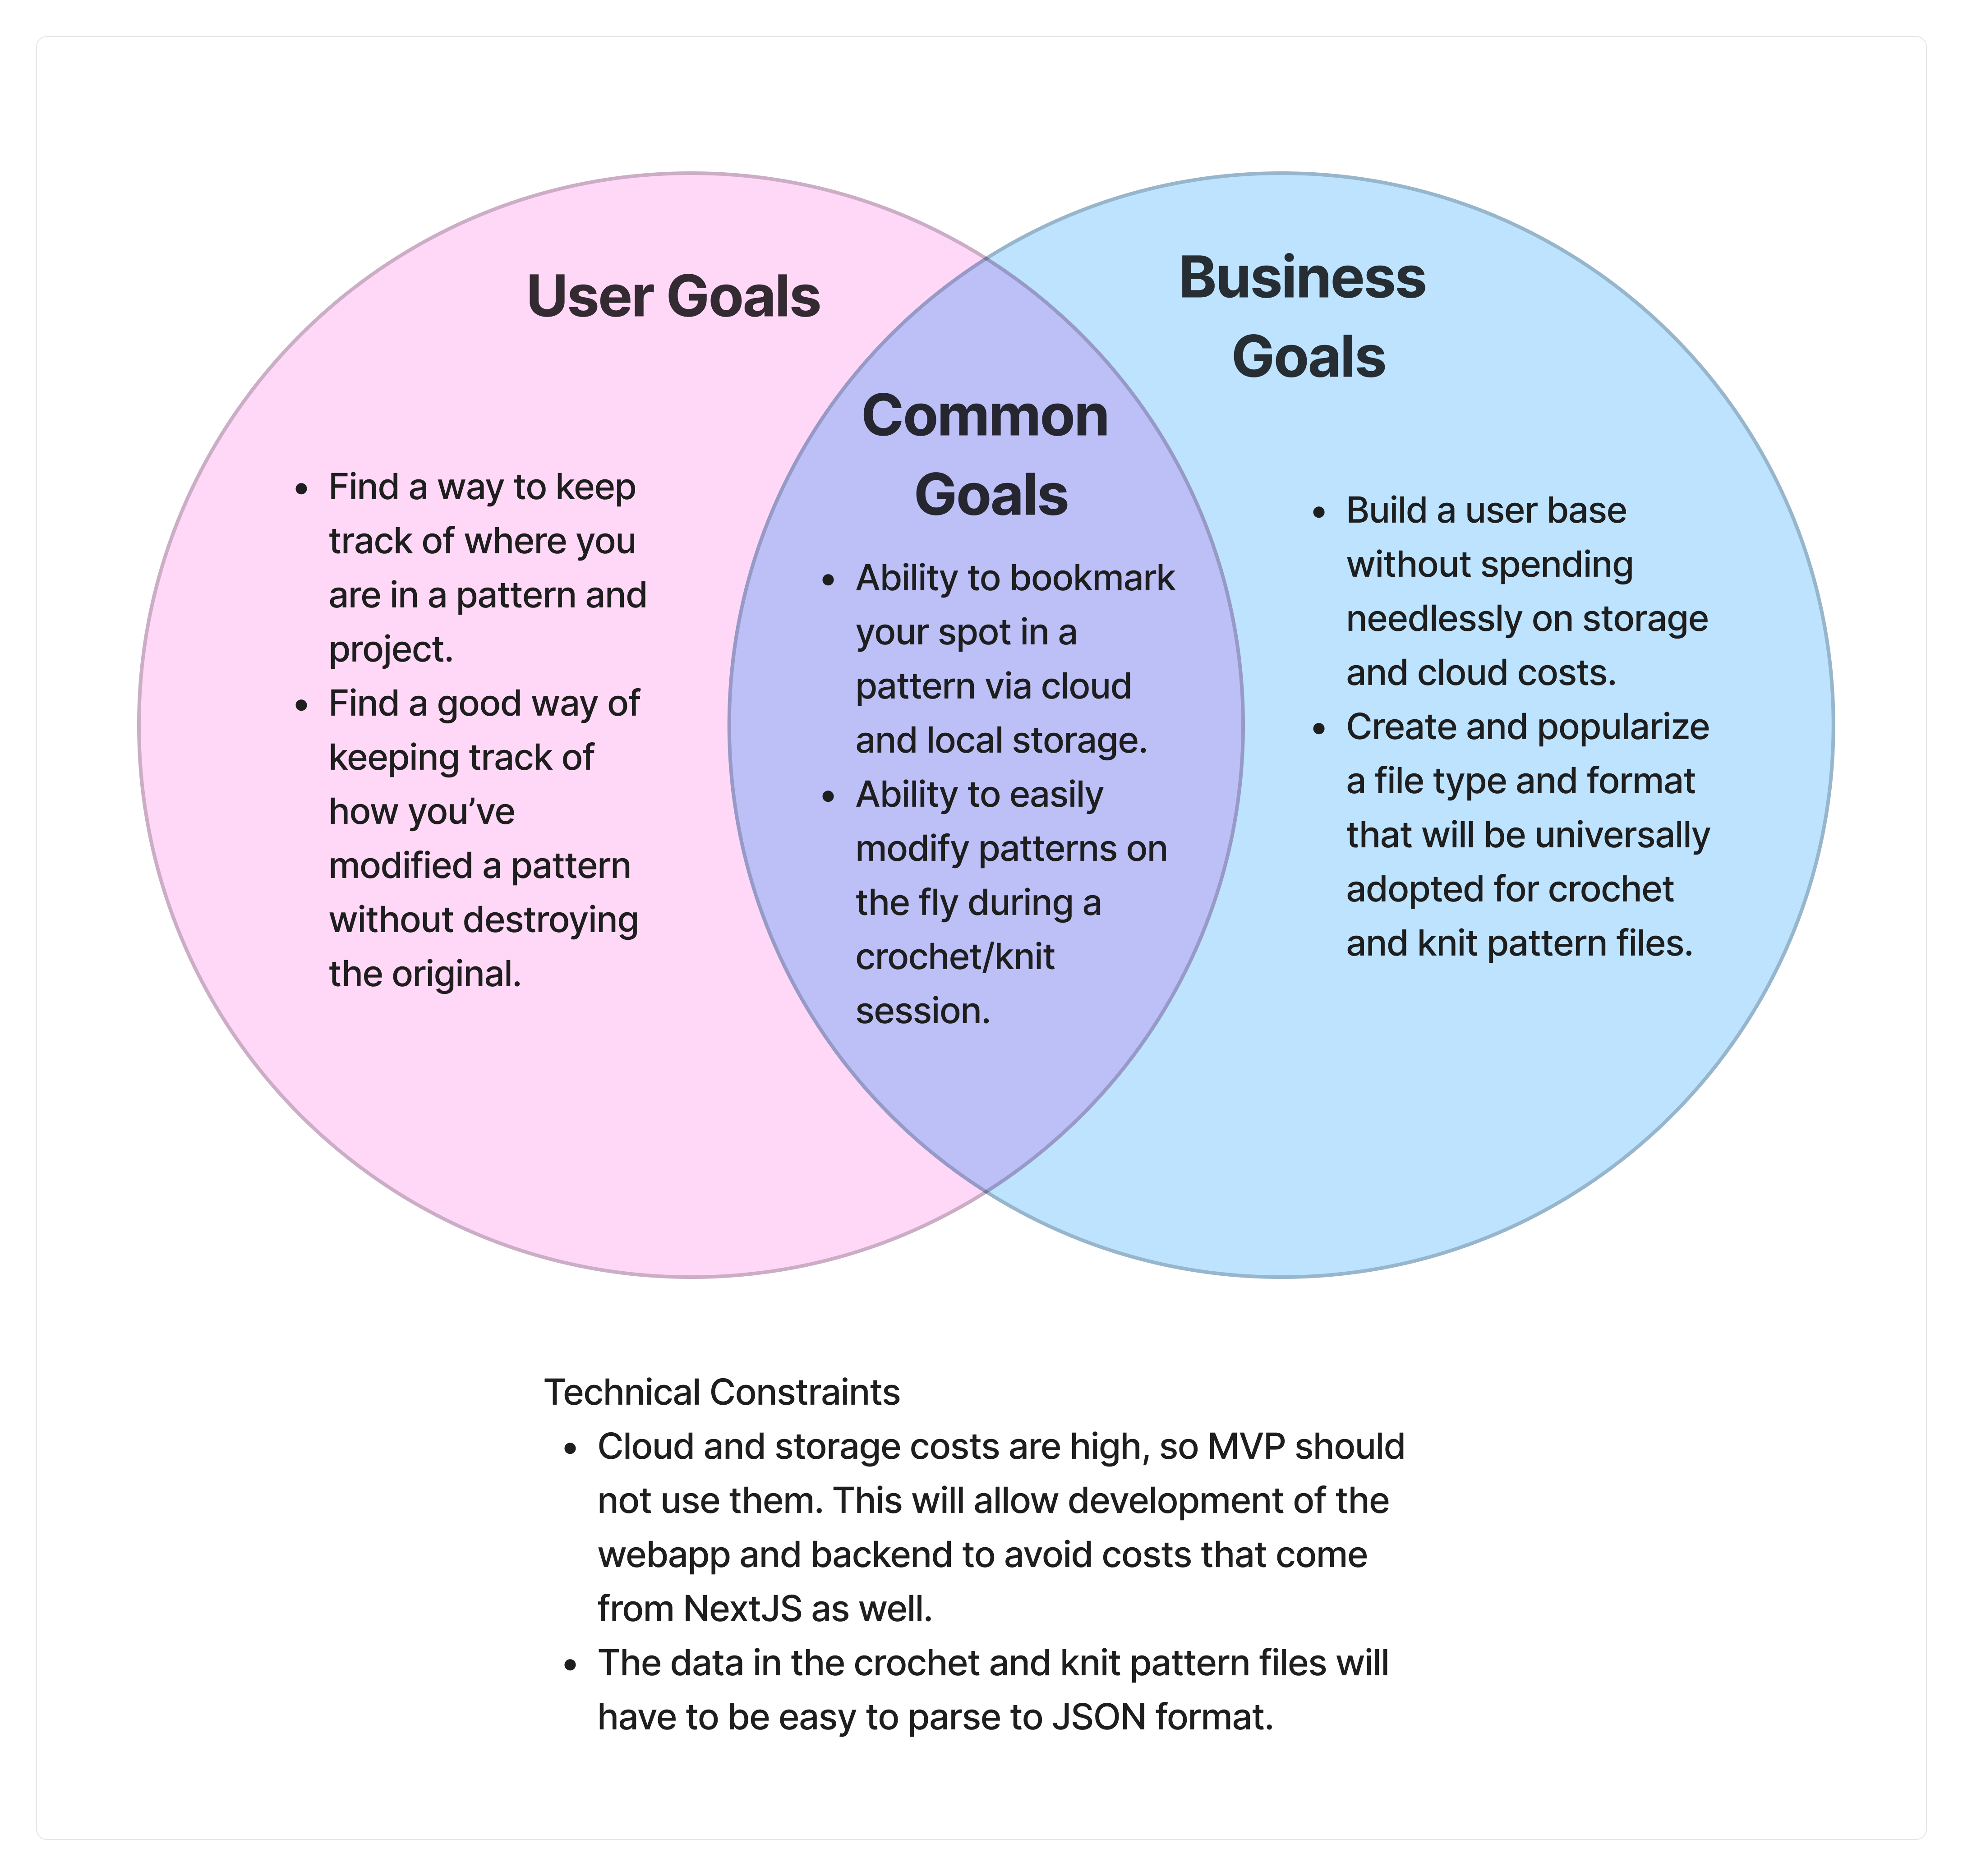 User Goals
• Find a way to keep
track of where you
are in a pattern and
project.
• Find a good way of
keeping track of
how you’ve
modified a pattern
without destroying
the original.
Common
Goals
• Ability to bookmark
your spot in a
pattern via cloud
and local storage.
• Ability to easily
modify patterns on
the fly during a
crochet/knit
session.
Business
Goals
• Build a user base
without spending
needlessly on storage
and cloud costs.
• Create and popularize
a file type and format
that will be universally
adopted for crochet
and knit pattern files.
Technical Constraints
• Cloud and storage costs are high, so MVP should
not use them. This will allow development of the
webapp and backend to avoid costs that come
from NextJS as well.
• The data in the crochet and knit pattern files will
have to be easy to parse to JSON format.